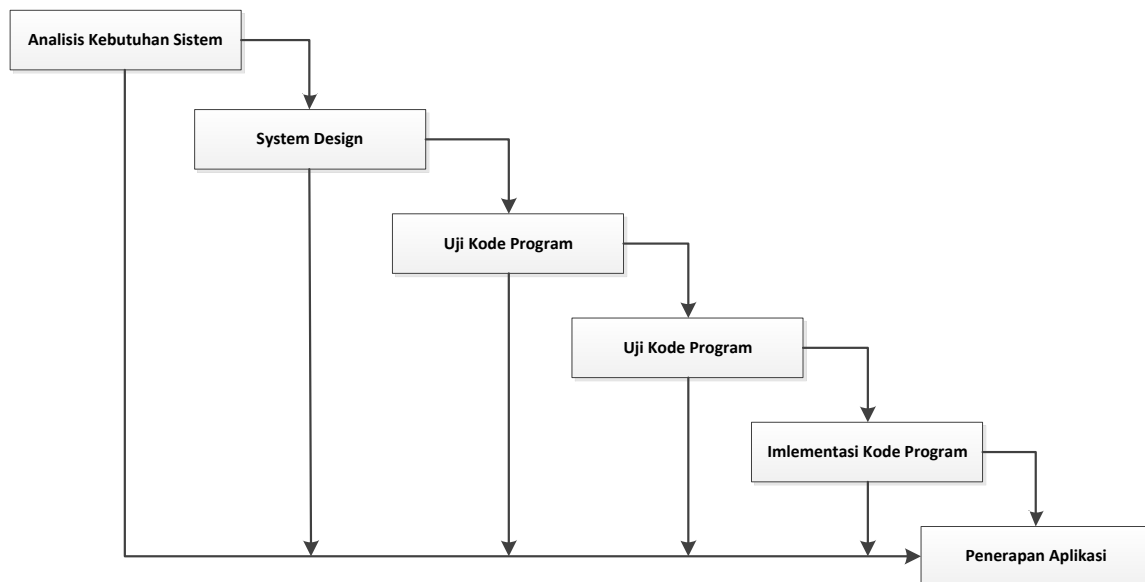 Analisis Kebutuhan Sistem
System Design
Uji Kode Program
Uji Kode Program
Imlementasi Kode Program
Penerapan Aplikasi